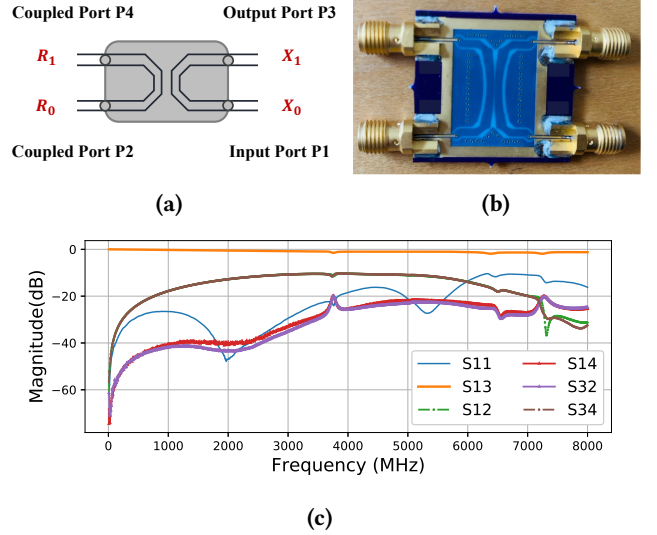 Coupled Port P4
Output Port P3
R1
X1
R0
X0
Coupled Port P2
Input Port P1
(a)
(b)
Magnitude(dB)
0
−20
−40
−60
S11
S13
S12
S14
S32
S34
0
1000
2000
3000
4000
5000
6000
7000
8000
Frequency (MHz)
(c)